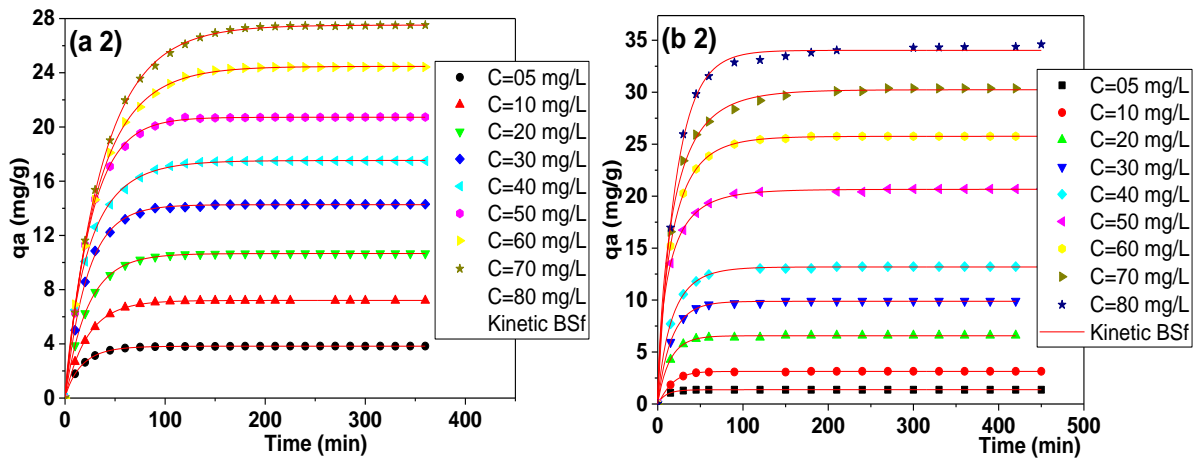 (a 2)
qa (mg/g)
28
24
20
16
12
8
4
0
0
100
200
300
400
Time (min)
C=05 mg/L
C=10 mg/L
C=20 mg/L
C=30 mg/L
C=40 mg/L
C=50 mg/L
C=60 mg/L
C=70 mg/L
C=80 mg/L
Kinetic BSf
(b 2)
qa (mg/g)
35
30
25
20
15
10
5
0
0
100
200
300
400
500
Time (min)
C=05 mg/L
C=10 mg/L
C=20 mg/L
C=30 mg/L
C=40 mg/L
C=50 mg/L
C=60 mg/L
C=70 mg/L
C=80 mg/L
Kinetic BSf